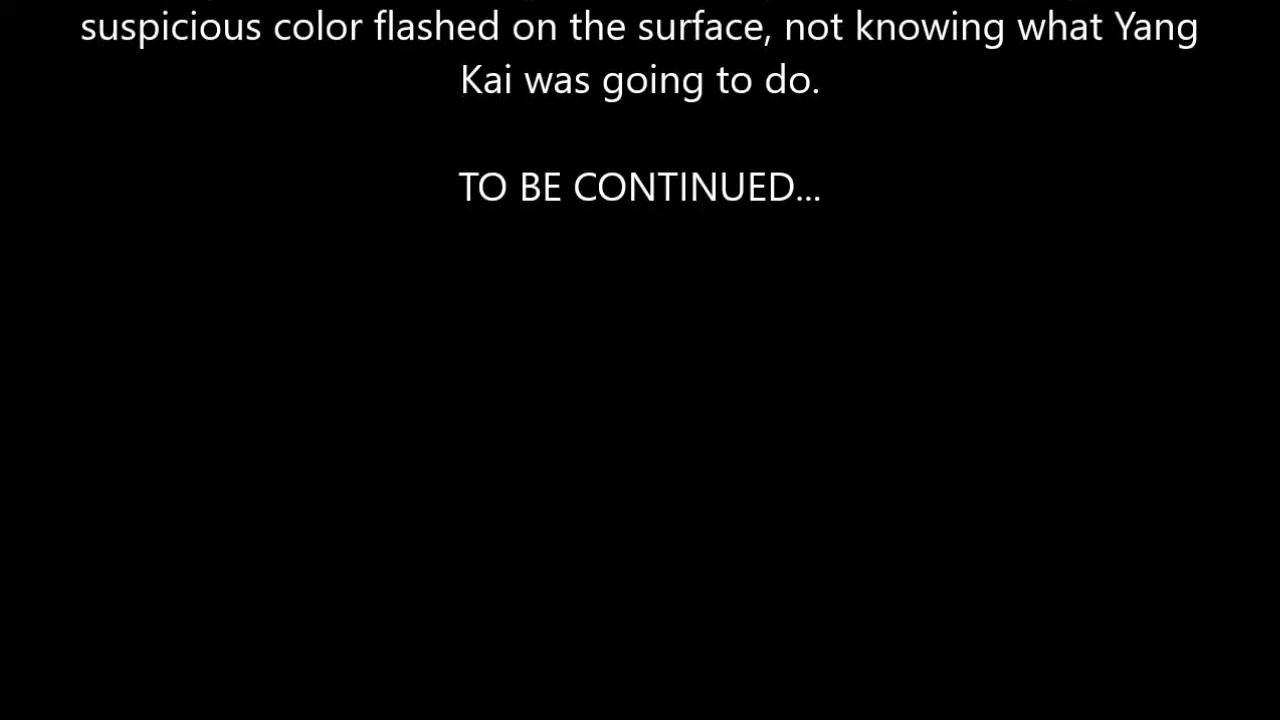 suspicious color flashed on the surface, not knowing what Yang
Kai was going to do.
TO BE CONTINUED...